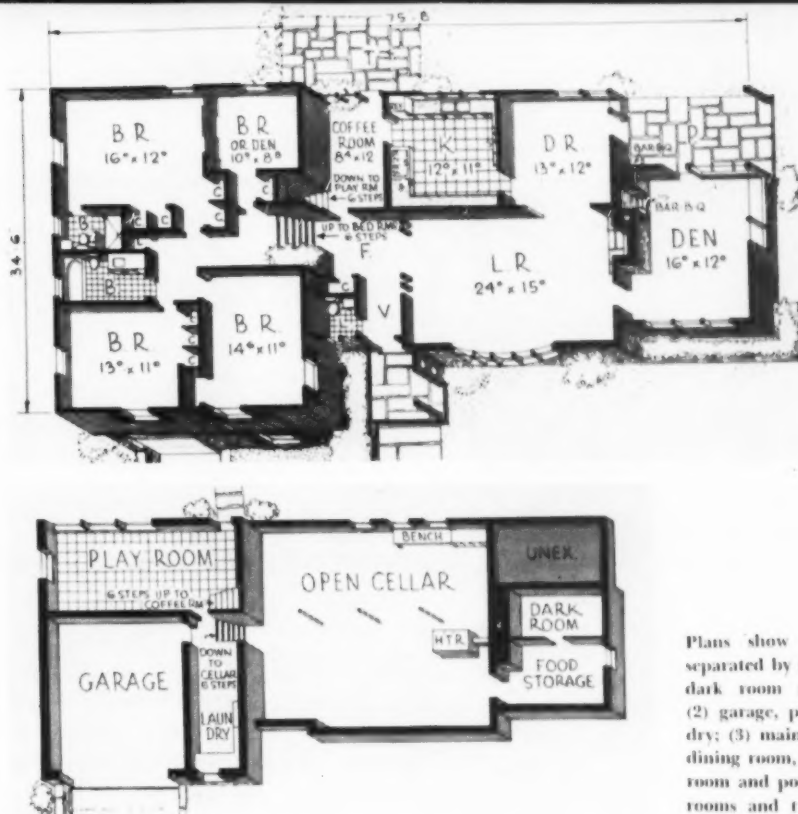 75-8
34-6
B.R.
16° x 12°
B.R.
OR DEN
10° x 8°
COFFEE
ROOM
8⁴ x 12
DOWN TO
PLAY RM
6 STEPS
K.
12° x 11°
D.R.
13° x 12°
P.
BAR-B-Q
BAR-B-Q
DEN
16° x 12°
C
C
C
C
C
B
B
UP TO BED RMS
6 STEPS
F.
L.R.
24° x 15°
C
V
B.R.
13° x 11°
B.R.
14⁶ x 11°
PLAY ROOM
6 STEPS UP TO
COFFEE RM
BENCH
OPEN CELLAR
UNEX.
DARK
ROOM
HTR
FOOD
STORAGE
GARAGE
DOWN
TO
CELLAR
6 STEPS
LAUN
DRY
Plans show
separated by
dark room
(2) garage, p
dry; (3) main
dining room,
room and po
rooms and t